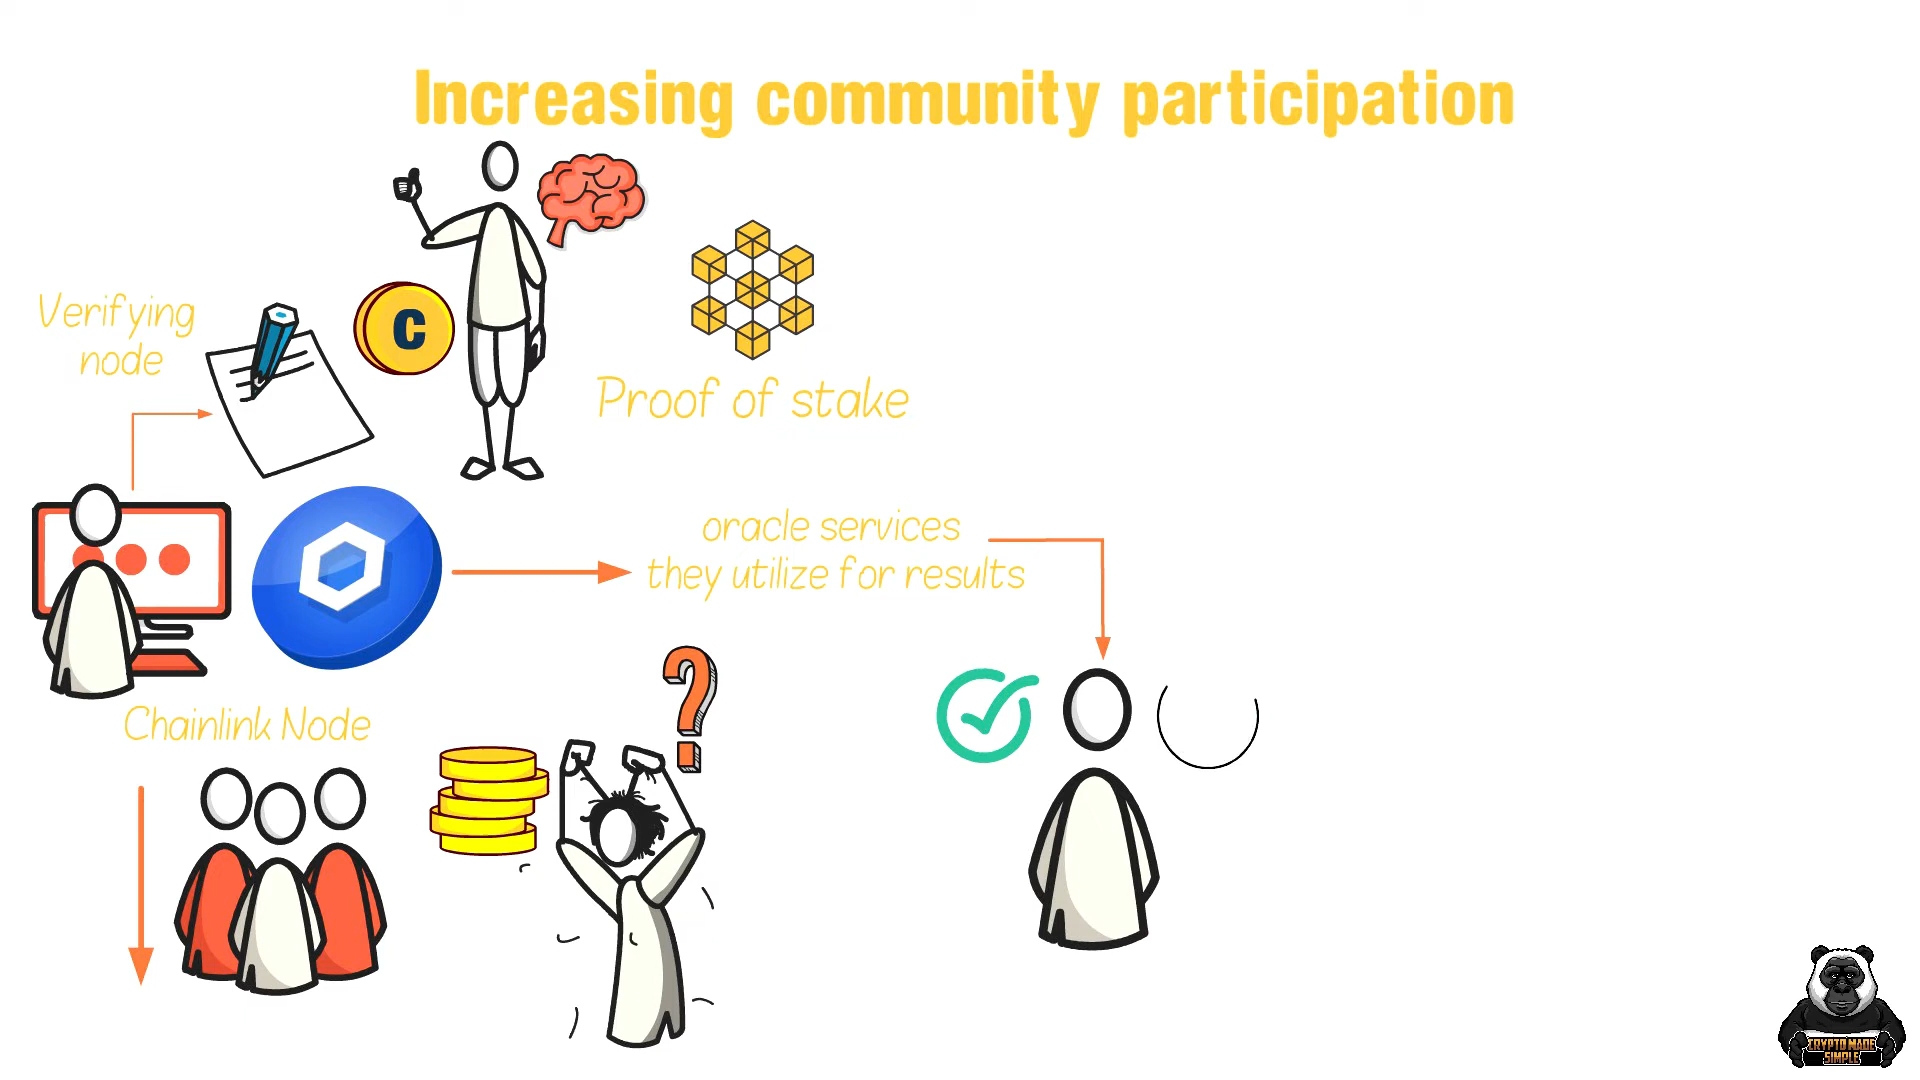 Increasing community participation
Verifying
node
C
Proof of stake
oracle services
they utilize for results
Chainlink Node
?
CRYPTO MADE
SIMPLE